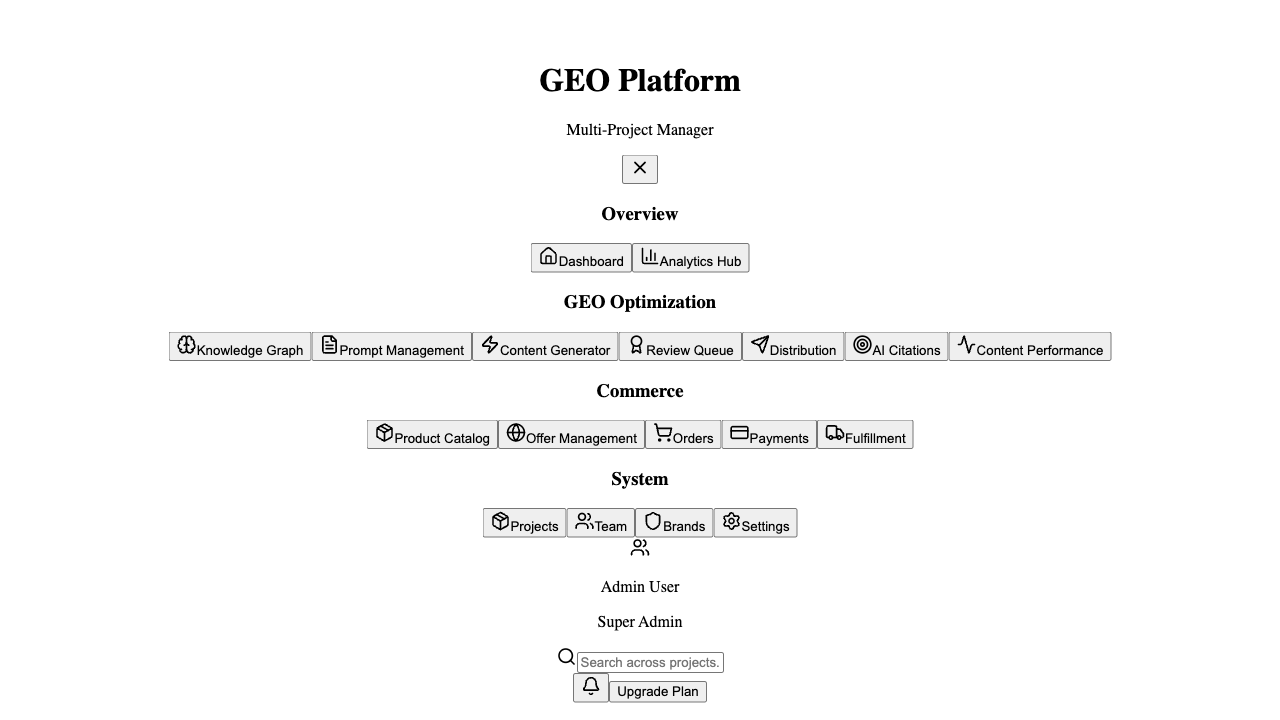 GEO Platform
Multi-Project Manager
Overview
Dashboard Analytics Hub
GEO Optimization
Knowledge Graph Prompt Management Content Generator Review Queue Distribution AI Citations Content Performance
Commerce
Product Catalog Offer Management Orders Payments Fulfillment
System
Projects Team Brands Settings
Admin User
Super Admin
Search across projects.
Upgrade Plan